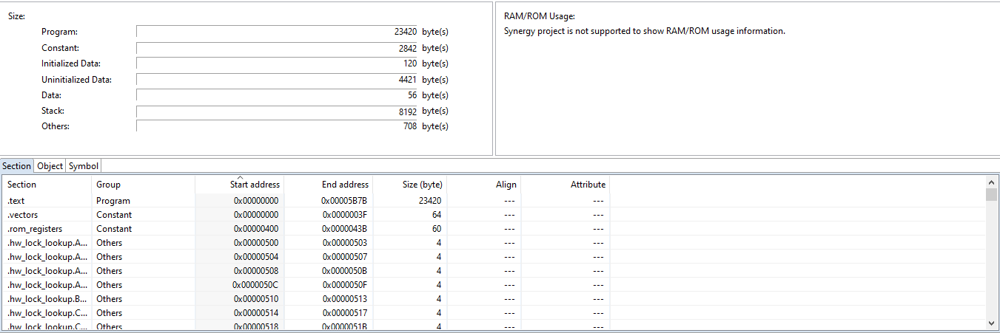 Size:
Program: 23420 byte(s)
Constant: 2842 byte(s)
Initialized Data: 120 byte(s)
Uninitialized Data: 4421 byte(s)
Data: 56 byte(s)
Stack: 8192 byte(s)
Others: 708 byte(s)
RAM/ROM Usage:
Synergy project is not supported to show RAM/ROM usage information.
Section Object Symbol
Section Group Start address End address Size (byte) Align Attribute
.text Program 0x00000000 0x00005B7B 23420 --- ---
.vectors Constant 0x00000000 0x0000003F 64 --- ---
.rom_registers Constant 0x00000400 0x0000043B 60 --- ---
.hw_lock_lookup.A... Others 0x00000500 0x00000503 4 --- ---
.hw_lock_lookup.A... Others 0x00000504 0x00000507 4 --- ---
.hw_lock_lookup.A... Others 0x00000508 0x0000050B 4 --- ---
.hw_lock_lookup.A... Others 0x0000050C 0x0000050F 4 --- ---
.hw_lock_lookup.B... Others 0x00000510 0x00000513 4 --- ---
.hw_lock_lookup.C... Others 0x00000514 0x00000517 4 --- ---
.hw_lock_lookup.C... Others 0x00000518 0x0000051B 4 --- ---